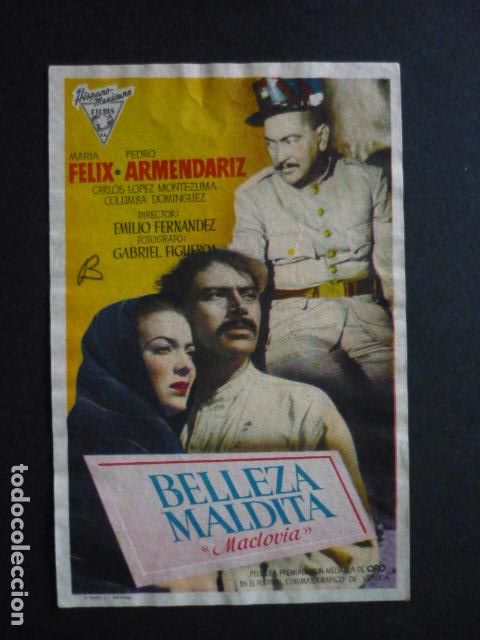 Hispano-
Mexicano
FILMS
MARIA PEDRO
FELIX • ARMENDARIZ
CARLOS LOPEZ MONTEZUMA
COLUMBA DOMINGUEZ
DIRECTOR:
EMILIO FERNANDEZ
FOTOGRAFO:
GABRIEL FIGUEROA
B
BELLEZA
MALDITA
"Maclovia"
PELICULA PREMIADA CON MEDALLA DE ORO
EN EL FESTIVAL CINEMATOGRAFICO DE VENECIA
todocoleccion